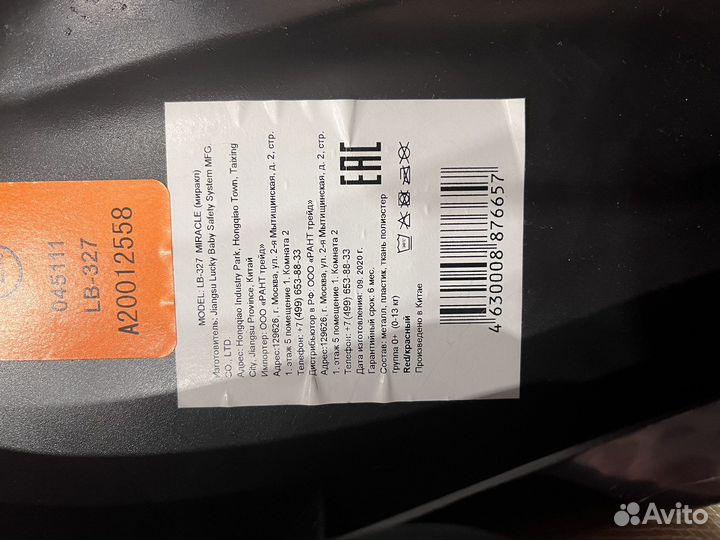 045111
LB-327
A20012558
MODEL: LB-327 MIRACLE (миракл)
Изготовитель: Jiangsu Lucky Baby Safety System MFG.
CO., LTD
Адрес: Hongqiao Industry Park, Hongqiao Town, Taixing
City, Jiangsu Province, Китай
Импортер: ООО «РАНТ трейд»
Адрес:129626, г. Москва, ул. 2-я Мытищинская, д. 2, стр.
1, этаж 5 помещение 1, Комната 2
Телефон: +7 (499) 653-88-33
Дистрибьютор в РФ: ООО «РАНТ трейд»
Адрес:129626, г. Москва, ул. 2-я Мытищинская, д. 2, стр.
1, этаж 5 помещение 1, Комната 2
Телефон: +7(499) 653-88-33
Дата изготовления: 09.2020 г.
Гарантийный срок: 6 мес.
Состав: металл, пластик, ткань полиэстер
Группа 0+ (0-13 кг)
Red/красный
Произведено в Китае
EAC
4630008876657
Avito